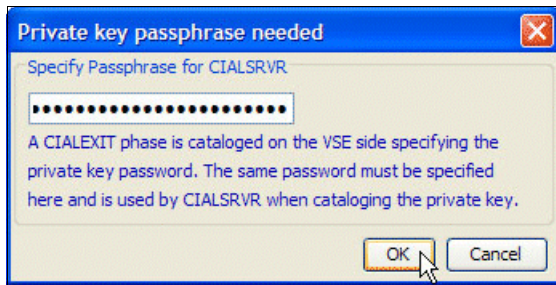 Private key passphrase needed
Specify Passphrase for CIALSRVR
••••••••••••••••••••••••
A CIALEXIT phase is cataloged on the VSE side specifying the
private key password. The same password must be specified
here and is used by CIALSRVR when cataloging the private key.
OK
Cancel